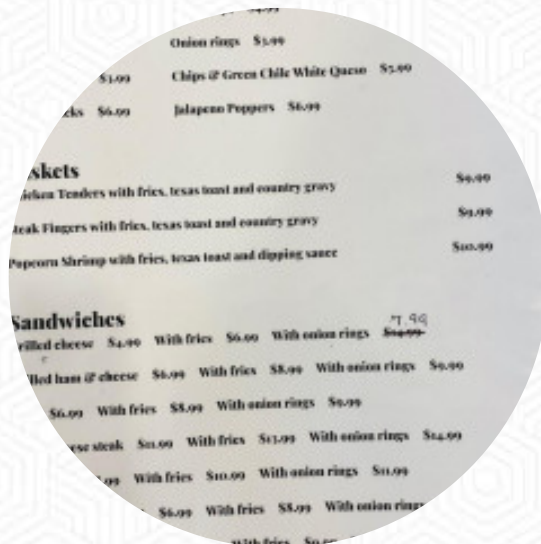 Onion rings $3.99
$3.99 Chips & Green Chile White Queso $5.99
cks $6.99 Jalapeno Poppers $6.99
skets
icken Tenders with fries, texas toast and country gravy $9.99
teak Fingers with fries, texas toast and country gravy $9.99
Popcorn Shrimp with fries, texas toast and dipping sauce $10.99
Sandwiches
7.99
rilled cheese $4.99 With fries $6.99 With onion rings
lled ham & cheese $6.99 With fries $8.99 With onion rings $9.99
$6.99 With fries $8.99 With onion rings $9.99
ese steak $11.99 With fries $13.99 With onion rings $14.99
.99 With fries $10.99 With onion rings $11.99
$6.99 With fries $8.99 With onion rings
With fries